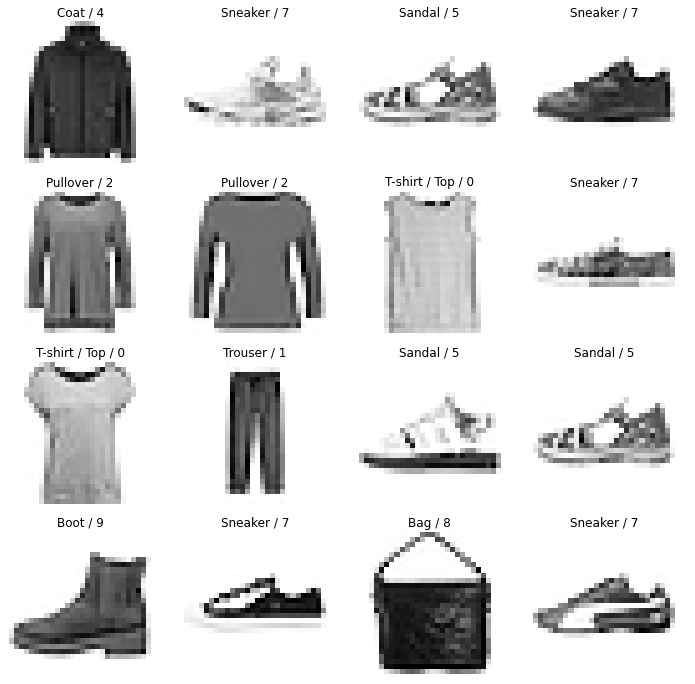 Coat / 4
Sneaker / 7
Sandal / 5
Sneaker / 7
Pullover / 2
Pullover / 2
T-shirt / Top / 0
Sneaker / 7
T-shirt / Top / 0
Trouser / 1
Sandal / 5
Sandal / 5
Boot / 9
Sneaker / 7
Bag / 8
Sneaker / 7